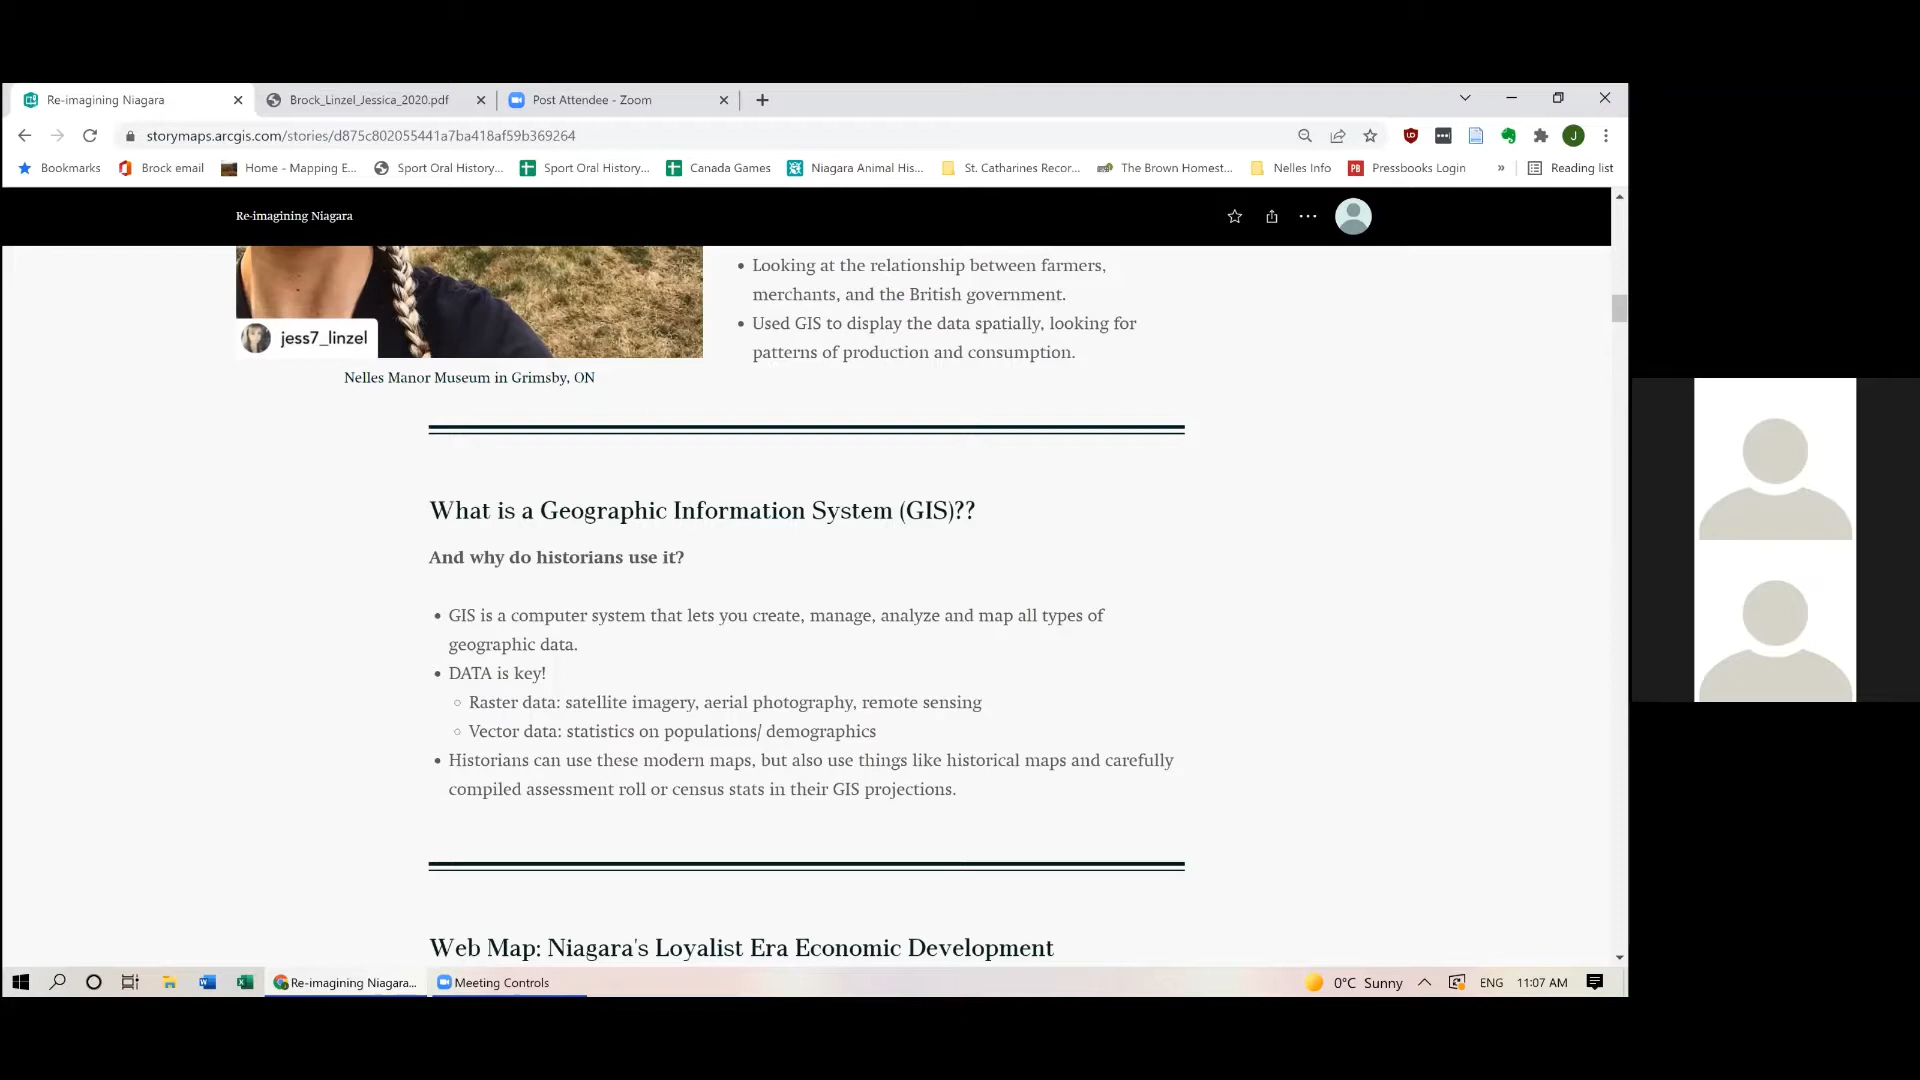 Re-imagining Niagara
Brock_Linzel_Jessica_2020.pdf
Post Attendee - Zoom
storymaps.arcgis.com/stories/d875c802055441a7ba418af59b369264
J
Bookmarks
Brock email
Home - Mapping E...
Sport Oral History...
Sport Oral History...
Canada Games
Niagara Animal His...
St. Catharines Recor...
The Brown Homest...
Nelles Info
PB
Pressbooks Login
»
Reading list
Re-imagining Niagara
jess7_linzel
Nelles Manor Museum in Grimsby, ON
• Looking at the relationship between farmers,
merchants, and the British government.
• Used GIS to display the data spatially, looking for
patterns of production and consumption.
What is a Geographic Information System (GIS)??
And why do historians use it?
• GIS is a computer system that lets you create, manage, analyze and map all types of
geographic data.
• DATA is key!
◦ Raster data: satellite imagery, aerial photography, remote sensing
◦ Vector data: statistics on populations/ demographics
• Historians can use these modern maps, but also use things like historical maps and carefully
compiled assessment roll or census stats in their GIS projections.
Web Map: Niagara's Loyalist Era Economic Development
Re-imagining Niagara...
Meeting Controls
0°C Sunny
ENG
11:07 AM